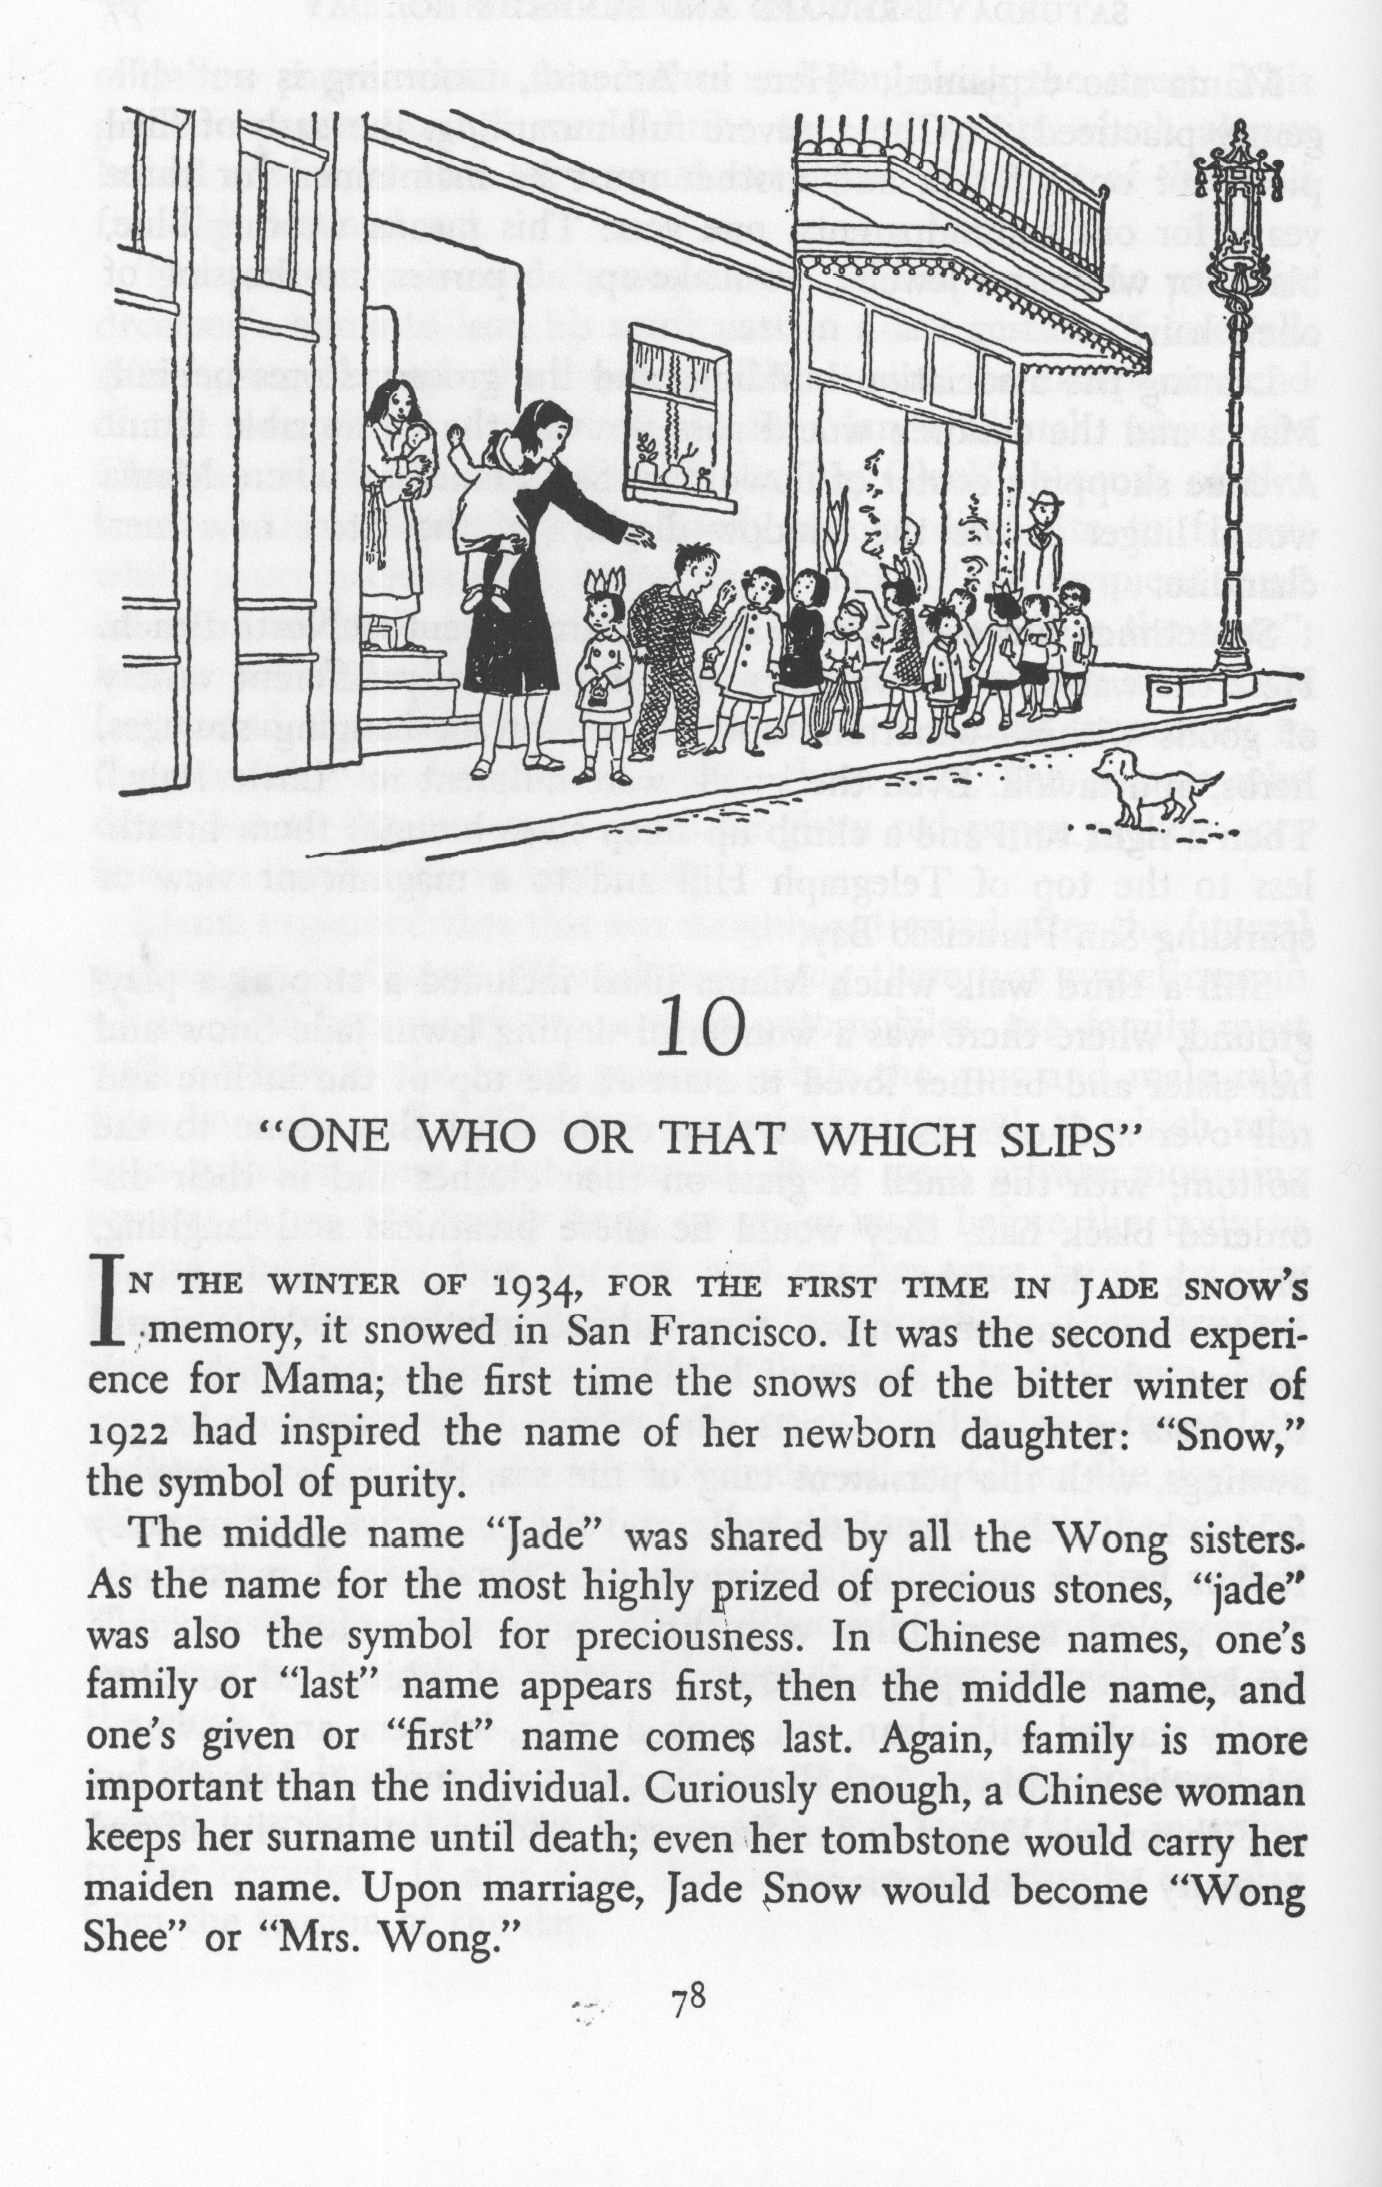 10
"ONE WHO OR THAT WHICH SLIPS"
IN THE WINTER OF 1934, FOR THE FIRST TIME IN JADE SNOW'S
memory, it snowed in San Francisco. It was the second experi-
ence for Mama; the first time the snows of the bitter winter of
1922 had inspired the name of her newborn daughter: "Snow,"
the symbol of purity.
The middle name "Jade" was shared by all the Wong sisters.
As the name for the most highly prized of precious stones, "jade"
was also the symbol for preciousness. In Chinese names, one's
family or "last" name appears first, then the middle name, and
one's given or "first" name comes last. Again, family is more
important than the individual. Curiously enough, a Chinese woman
keeps her surname until death; even her tombstone would carry her
maiden name. Upon marriage, Jade Snow would become "Wong
Shee" or "Mrs. Wong."
78